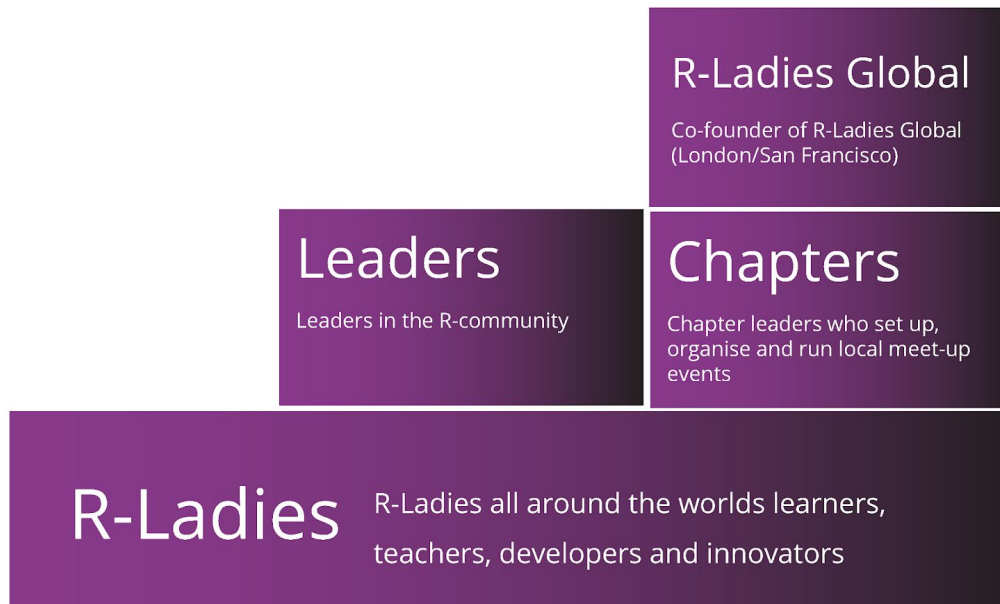 R-Ladies Global
Co-founder of R-Ladies Global
(London/San Francisco)
Leaders
Leaders in the R-community
Chapters
Chapter leaders who set up,
organise and run local meet-up
events
R-Ladies
R-Ladies all around the worlds learners,
teachers, developers and innovators